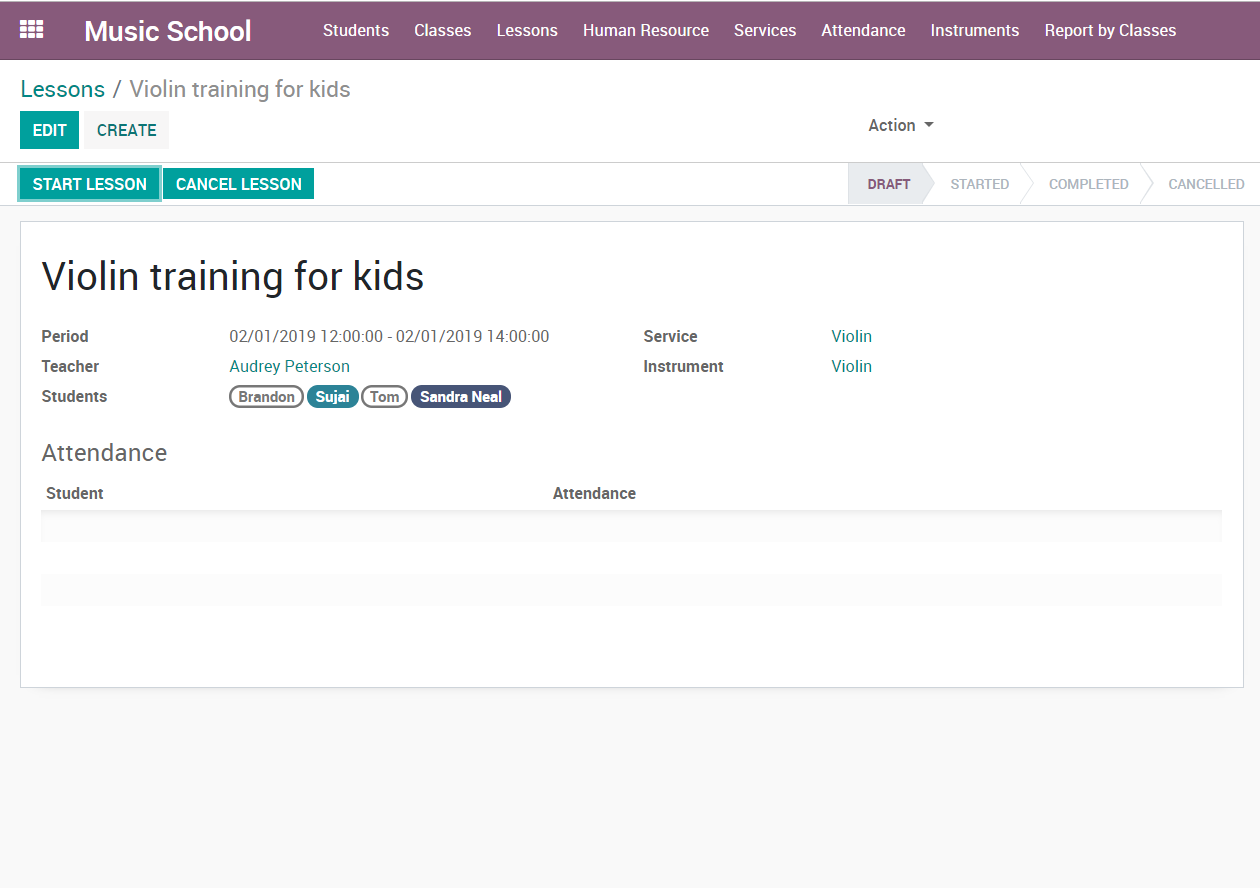 Music School Students Classes Lessons Human Resource Services Attendance Instruments Report by Classes
Lessons / Violin training for kids
EDIT CREATE Action
START LESSON CANCEL LESSON DRAFT STARTED COMPLETED CANCELLED
Violin training for kids
Period 02/01/2019 12:00:00 - 02/01/2019 14:00:00 Service Violin
Teacher Audrey Peterson Instrument Violin
Students Brandon Sujai Tom Sandra Neal
Attendance
Student Attendance